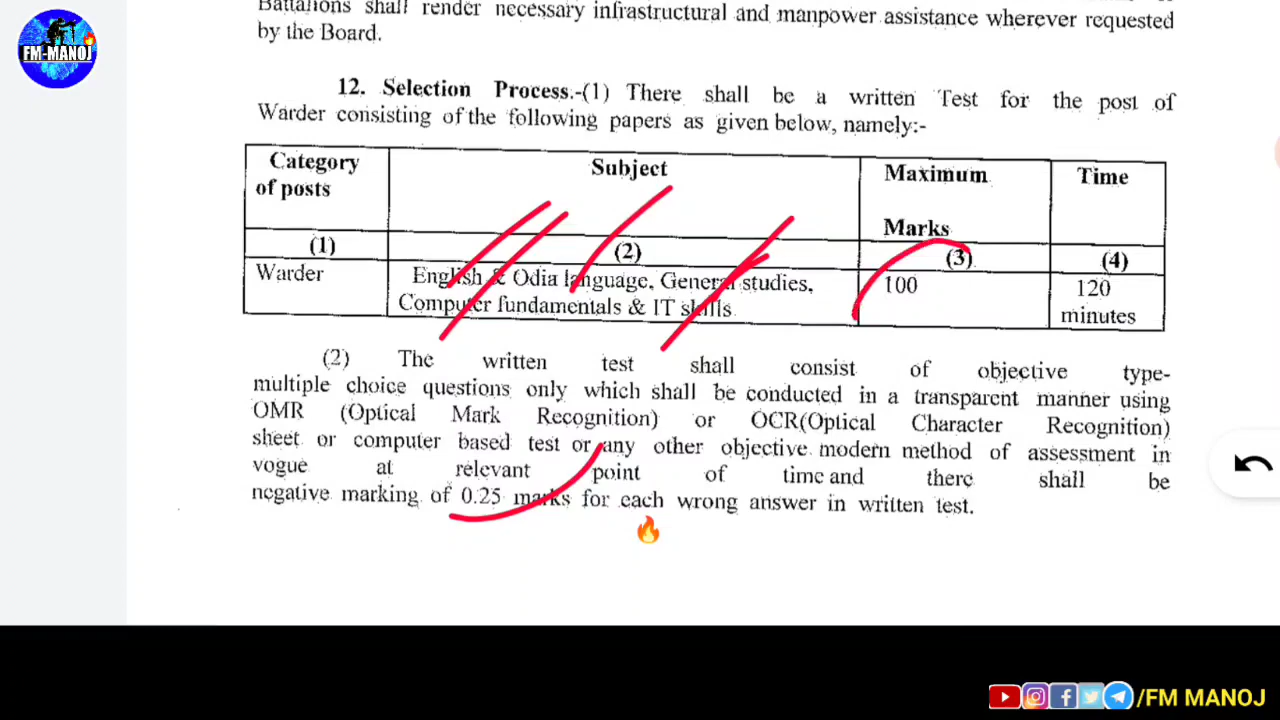 Battalions shall render necessary infrastructural and manpower assistance wherever requested
by the Board.
FM-MANOJ
12. Selection Process.-(1) There shall be a written Test for the post of
Warder consisting of the following papers as given below, namely:-
Category of posts
Subject
Maximum Marks
Time
(1)
(2)
(3)
(4)
Warder
English & Odia language, General studies,
Computer fundamentals & IT skills
100
120 minutes
(2) The written test shall consist of objective type-
multiple choice questions only which shall be conducted in a transparent manner using
OMR (Optical Mark Recognition) or OCR(Optical Character Recognition)
sheet or computer based test or any other objective modern method of assessment in
vogue at relevant point of time and there shall be
negative marking of 0.25 marks for each wrong answer in written test.
/FM MANOJ